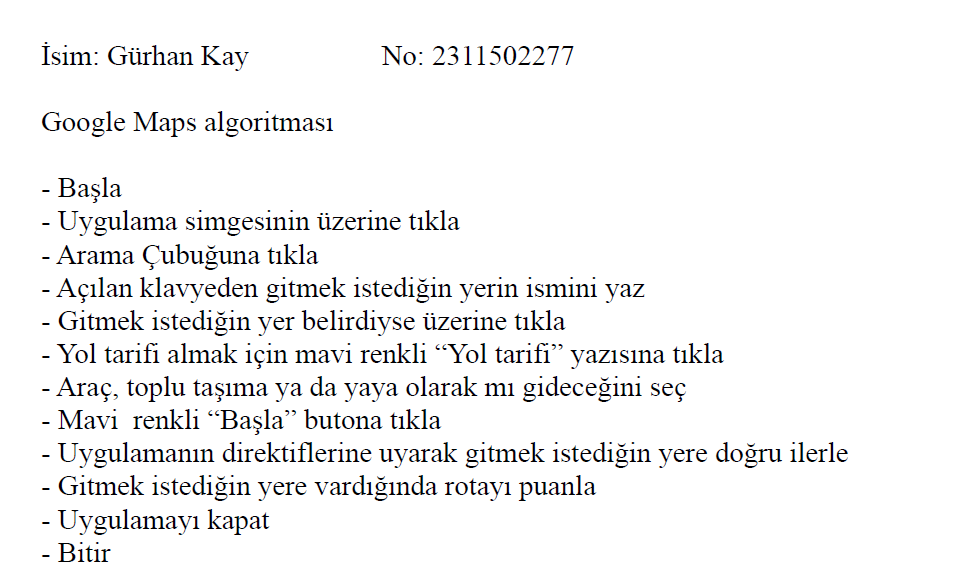 İsim: Gürhan Kay No: 2311502277
Google Maps algoritması
- Başla
- Uygulama simgesinin üzerine tıkla
- Arama Çubuğuna tıkla
- Açılan klavyeden gitmek istediğin yerin ismini yaz
- Gitmek istediğin yer belirdiyse üzerine tıkla
- Yol tarifi almak için mavi renkli “Yol tarifi” yazısına tıkla
- Araç, toplu taşıma ya da yaya olarak mı gideceğini seç
- Mavi  renkli “Başla” butona tıkla
- Uygulamanın direktiflerine uyarak gitmek istediğin yere doğru ilerle
- Gitmek istediğin yere vardığında rotayı puanla
- Uygulamayı kapat
- Bitir